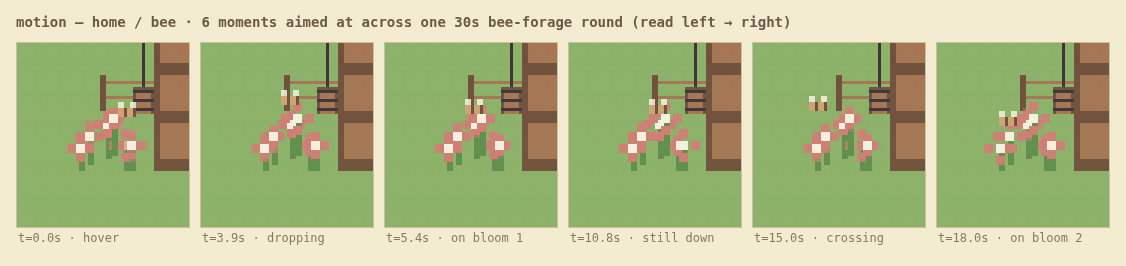 motion — home / bee · 6 moments aimed at across one 30s bee-forage round (read left → right)
t=0.0s · hover
t=3.9s · dropping
t=5.4s · on bloom 1
t=10.8s · still down
t=15.0s · crossing
t=18.0s · on bloom 2